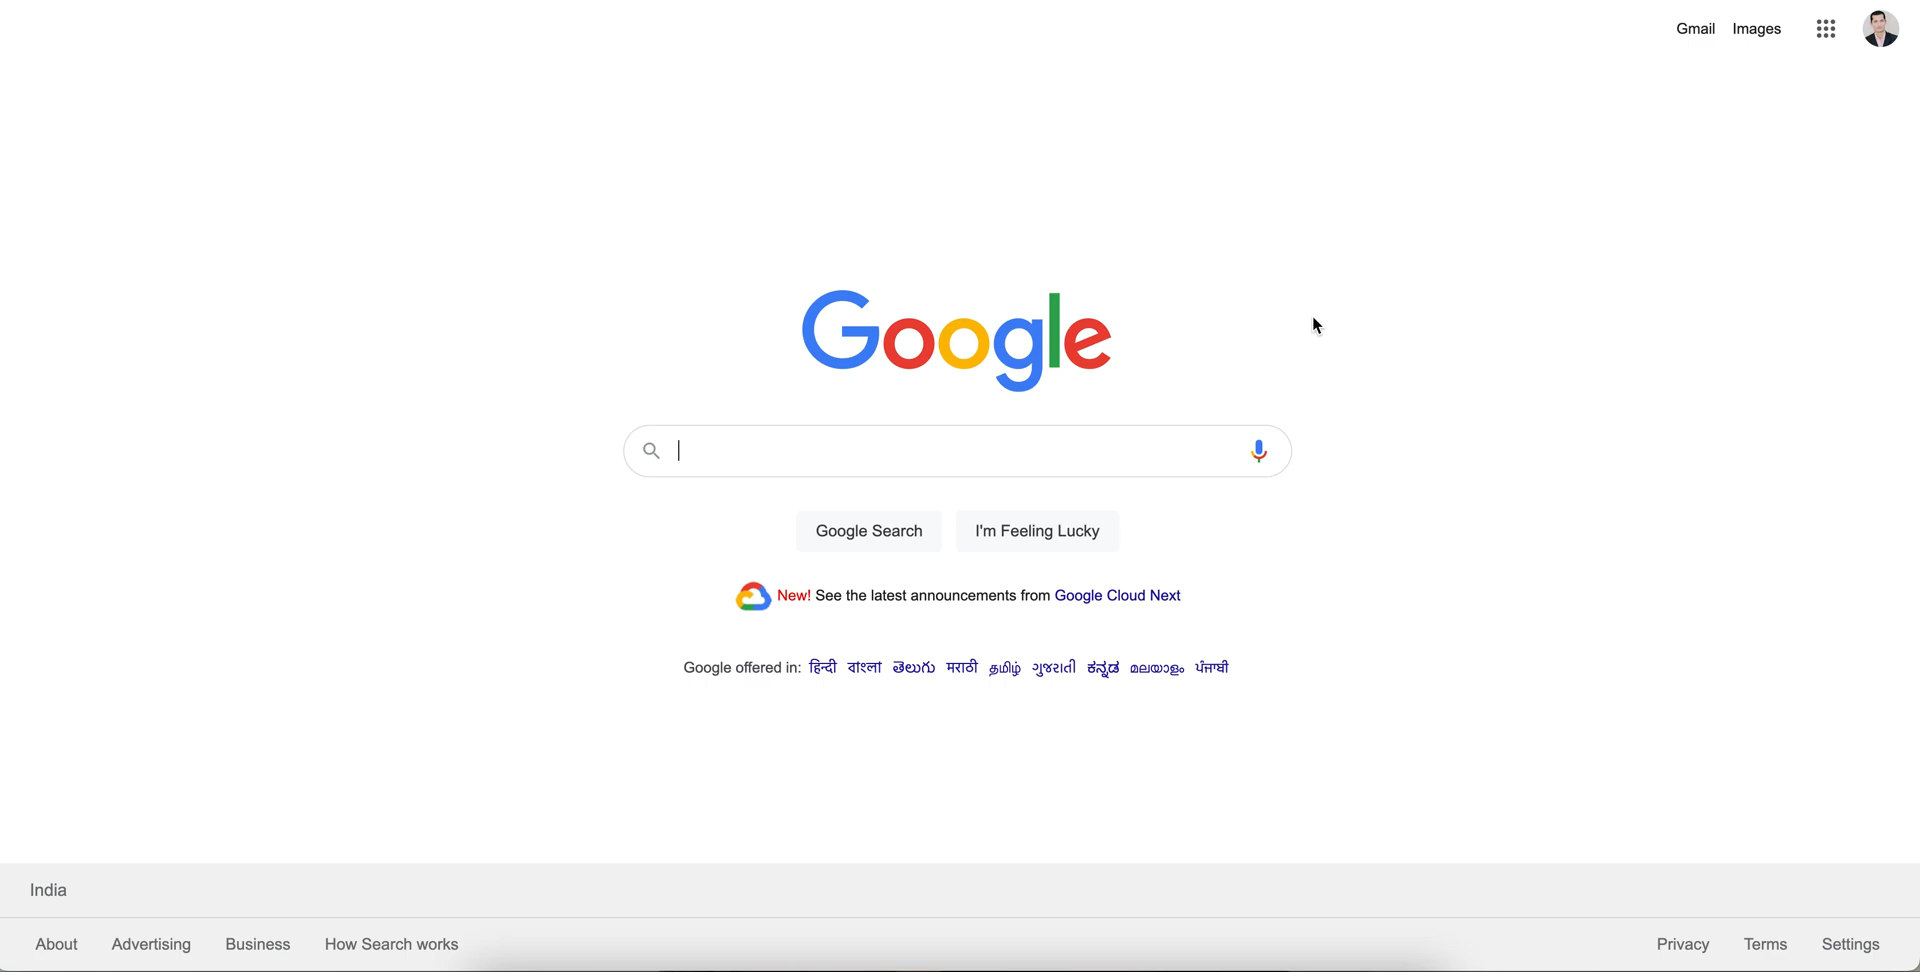 Gmail Images
Google
Google Search I'm Feeling Lucky
New! See the latest announcements from Google Cloud Next
Google offered in: हिन्दी বাংলা తెలుగు मराठी தமிழ் ગુજરાતી ಕನ್ನಡ മലയാളം ਪੰਜਾਬੀ
India
About Advertising Business How Search works Privacy Terms Settings